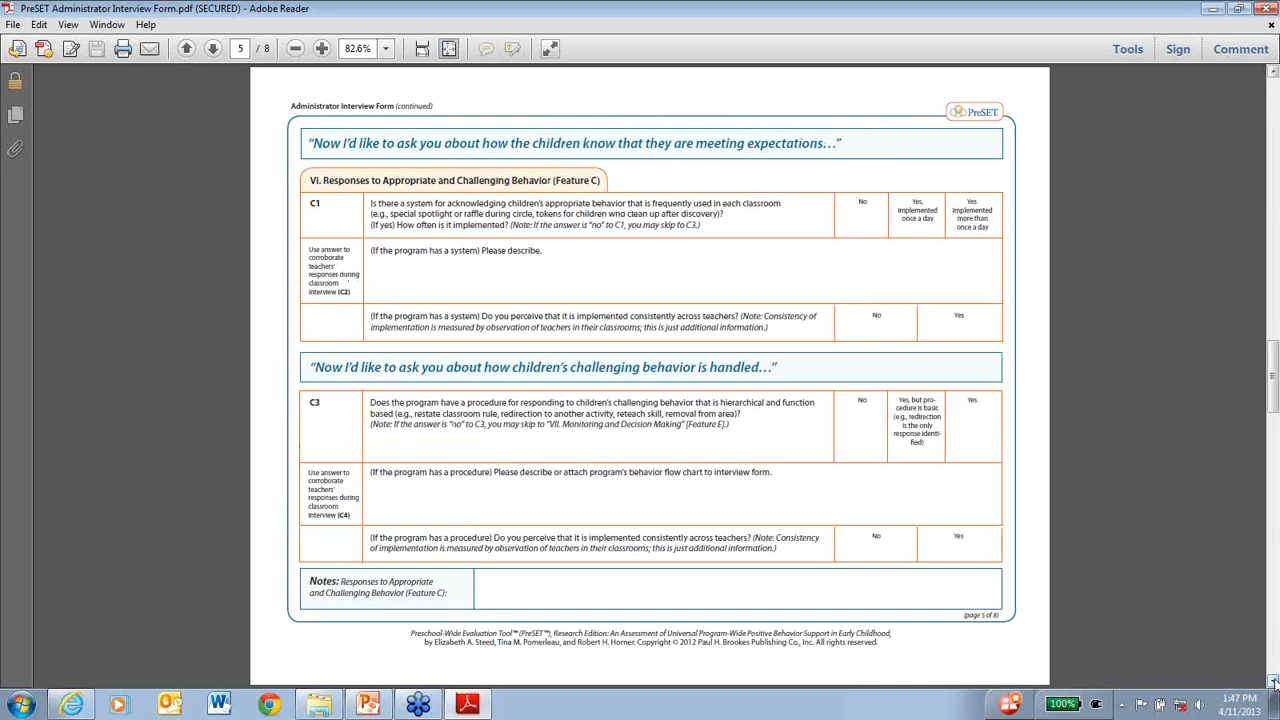 PreSET Administrator Interview Form.pdf (SECURED) - Adobe Reader
File Edit View Window Help
5 / 8 82.6% Tools Sign Comment
Administrator Interview Form (continued)
PreSET
“Now I’d like to ask you about how the children know that they are meeting expectations…”
Vi. Responses to Appropriate and Challenging Behavior (Feature C)
C1
Is there a system for acknowledging children’s appropriate behavior that is frequently used in each classroom
(e.g., special spotlight or raffle during circle, tokens for children who clean up after discovery)?
(If yes) How often is it implemented? (Note: If the answer is “no” to C1, you may skip to C3.)
No
Yes,
implemented
once a day
Yes
implemented
more than
once a day
Use answer to
corroborate
teachers’
responses during
classroom
interview (C2)
(If the program has a system) Please describe.
(If the program has a system) Do you perceive that it is implemented consistently across teachers? (Note: Consistency of
implementation is measured by observation of teachers in their classrooms; this is just additional information.)
No
Yes
“Now I’d like to ask you about how children’s challenging behavior is handled…”
C3
Does the program have a procedure for responding to children’s challenging behavior that is hierarchical and function
based (e.g., restate classroom rule, redirection to another activity, reteach skill, removal from area)?
(Note: If the answer is “no” to C3, you may skip to “VII. Monitoring and Decision Making” [Feature E].)
No
Yes, but pro-
cedure is basic
(e.g., redirection
is the only
response identi-
fied)
Yes
Use answer to
corroborate
teachers’
responses during
classroom
interview (C4)
(If the program has a procedure) Please describe or attach program’s behavior flow chart to interview form.
(If the program has a procedure) Do you perceive that it is implemented consistently across teachers? (Note: Consistency
of implementation is measured by observation of teachers in their classrooms; this is just additional information.)
No
Yes
Notes: Responses to Appropriate
and Challenging Behavior (Feature C):
(page 5 of 8)
Preschool-Wide Evaluation Tool™ (PreSET™), Research Edition: An Assessment of Universal Program-Wide Positive Behavior Support in Early Childhood,
by Elizabeth A. Steed, Tina M. Pomerleau, and Robert H. Horner. Copyright © 2012 Paul H. Brookes Publishing Co., Inc. All rights reserved.
100%
1:47 PM
4/11/2013